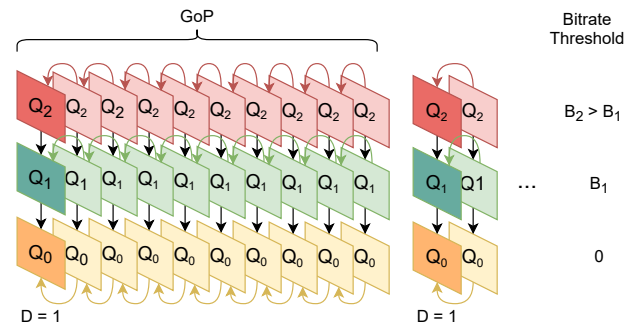 GoP
Bitrate
Threshold
Q2 Q2 Q2 Q2 Q2 Q2 Q2 Q2 Q2 Q2 Q2 Q2 B2 > B1
Q1 Q1 Q1 Q1 Q1 Q1 Q1 Q1 Q1 Q1 Q1 Q1 ... B1
Q0 Q0 Q0 Q0 Q0 Q0 Q0 Q0 Q0 Q0 Q0 Q0 0
D = 1 D = 1